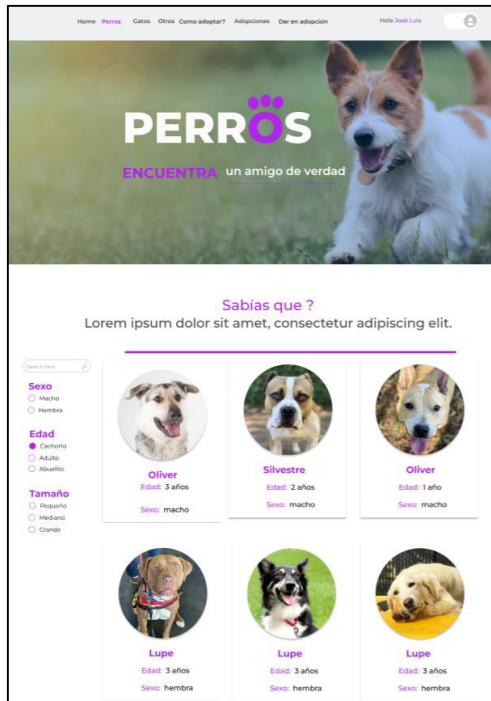 Home Perros Gatos Otros Como adoptar? Adopciones Dar en adopción Hola José Luis
PERROS
ENCUENTRA un amigo de verdad
Sabías que ?
Lorem ipsum dolor sit amet, consectetur adipiscing elit.
Search here
Sexo
Macho
Hembra
Edad
Cachorro
Adulto
Abuelito
Tamaño
Pequeño
Mediano
Grande
Oliver
Edad: 3 años
Sexo: macho
Silvestre
Edad: 2 años
Sexo: macho
Oliver
Edad: 1 año
Sexo: macho
Lupe
Edad: 3 años
Sexo: hembra
Lupe
Edad: 3 años
Sexo: hembra
Lupe
Edad: 3 años
Sexo: hembra